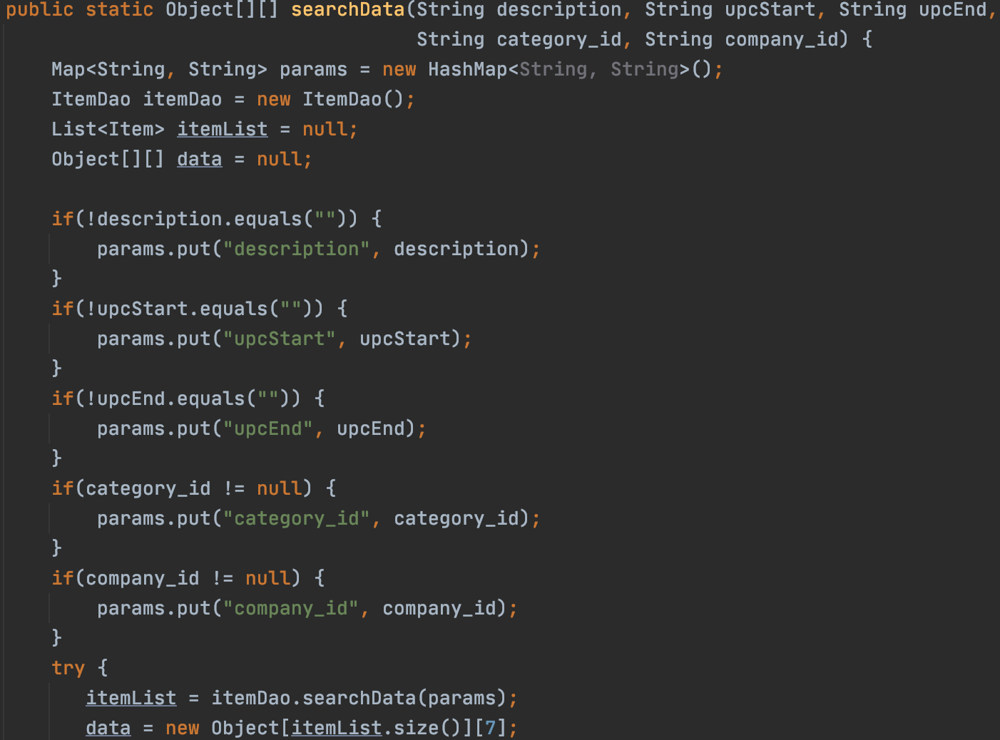 public static Object[][] searchData(String description, String upcStart, String upcEnd,
String category_id, String company_id) {
Map<String, String> params = new HashMap<String, String>();
ItemDao itemDao = new ItemDao();
List<Item> itemList = null;
Object[][] data = null;
if(!description.equals("")) {
params.put("description", description);
}
if(!upcStart.equals("")) {
params.put("upcStart", upcStart);
}
if(!upcEnd.equals("")) {
params.put("upcEnd", upcEnd);
}
if(category_id != null) {
params.put("category_id", category_id);
}
if(company_id != null) {
params.put("company_id", company_id);
}
try {
itemList = itemDao.searchData(params);
data = new Object[itemList.size()][7];